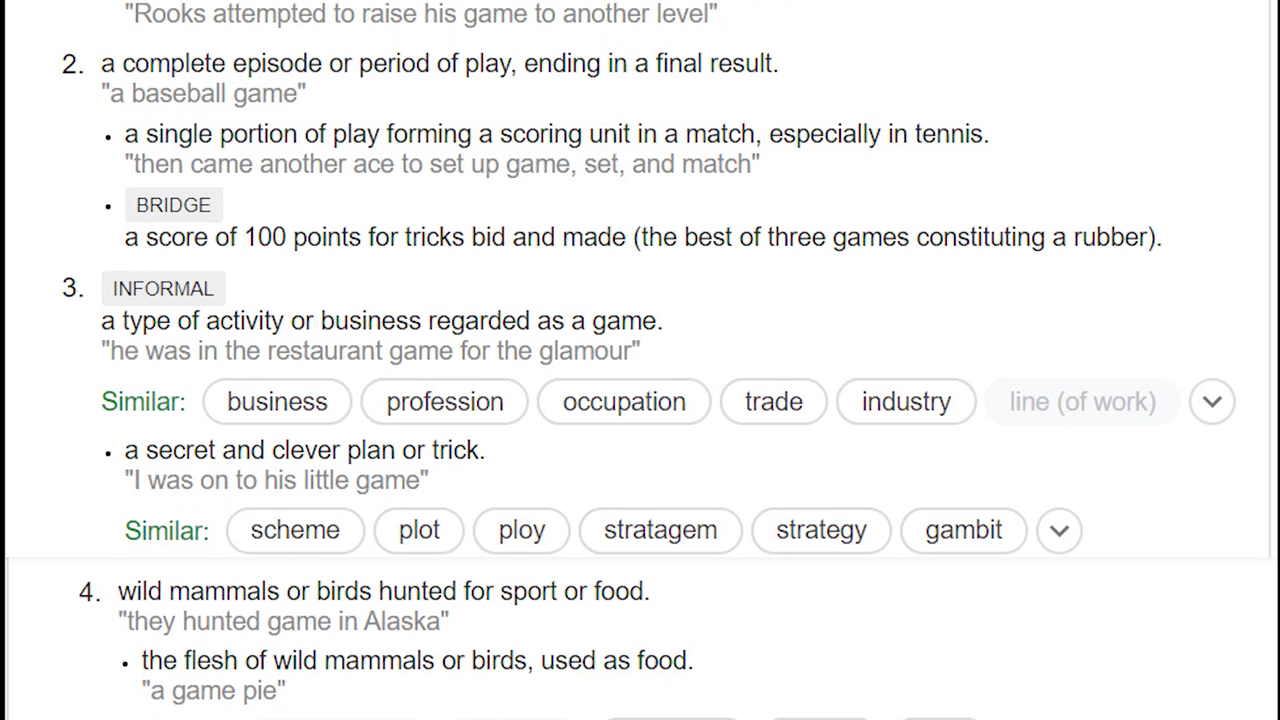 "Rooks attempted to raise his game to another level"
2. a complete episode or period of play, ending in a final result.
"a baseball game"
• a single portion of play forming a scoring unit in a match, especially in tennis.
"then came another ace to set up game, set, and match"
• BRIDGE
a score of 100 points for tricks bid and made (the best of three games constituting a rubber).
3. INFORMAL
a type of activity or business regarded as a game.
"he was in the restaurant game for the glamour"
Similar: business profession occupation trade industry line (of work)
• a secret and clever plan or trick.
"I was on to his little game"
Similar: scheme plot ploy stratagem strategy gambit
4. wild mammals or birds hunted for sport or food.
"they hunted game in Alaska"
• the flesh of wild mammals or birds, used as food.
"a game pie"